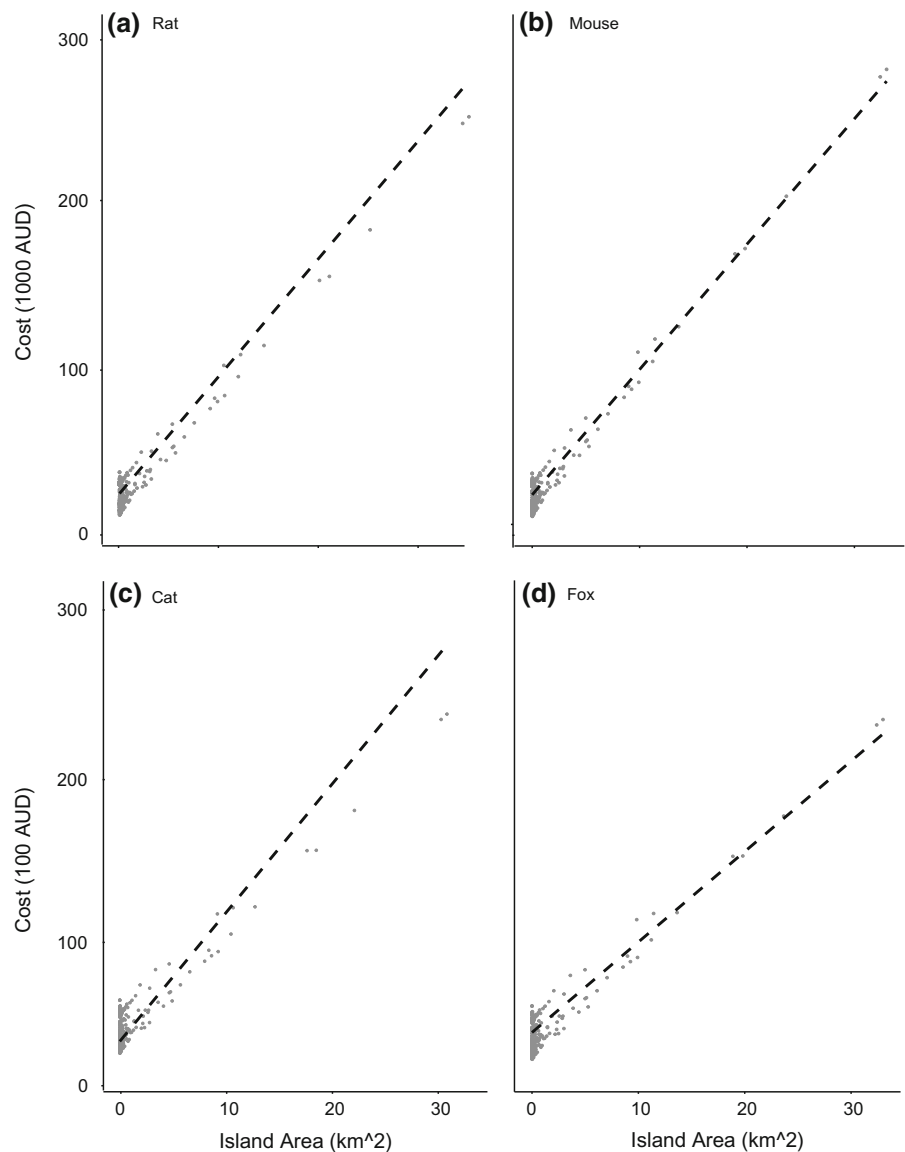 (a) Rat
(b) Mouse
300
200
100
0
Cost (1000 AUD)
(c) Cat
(d) Fox
300
200
100
0
Cost (100 AUD)
0 10 20 30
0 10 20 30
Island Area (km^2)
Island Area (km^2)